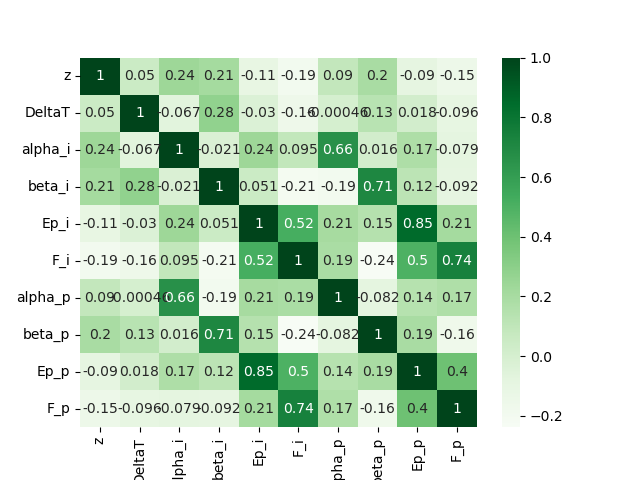 z 1 0.05 0.24 0.21 -0.11 -0.19 0.09 0.2 -0.09 -0.15
DeltaT 0.05 1 -0.067 0.28 -0.03 -0.16 0.00046 0.13 0.018 -0.096
alpha_i 0.24 -0.067 1 -0.021 0.24 0.095 0.66 0.016 0.17 -0.079
beta_i 0.21 0.28 -0.021 1 0.051 -0.21 -0.19 0.71 0.12 -0.092
Ep_i -0.11 -0.03 0.24 0.051 1 0.52 0.21 0.15 0.85 0.21
F_i -0.19 -0.16 0.095 -0.21 0.52 1 0.19 -0.24 0.5 0.74
alpha_p 0.09 0.00046 0.66 -0.19 0.21 0.19 1 -0.082 0.14 0.17
beta_p 0.2 0.13 0.016 0.71 0.15 -0.24 -0.082 1 0.19 -0.16
Ep_p -0.09 0.018 0.17 0.12 0.85 0.5 0.14 0.19 1 0.4
F_p -0.15 -0.096 -0.079 -0.092 0.21 0.74 0.17 -0.16 0.4 1
z DeltaT lpha_i beta_i Ep_i F_i pha_p beta_p Ep_p F_p
1.0
0.8
0.6
0.4
0.2
0.0
−0.2